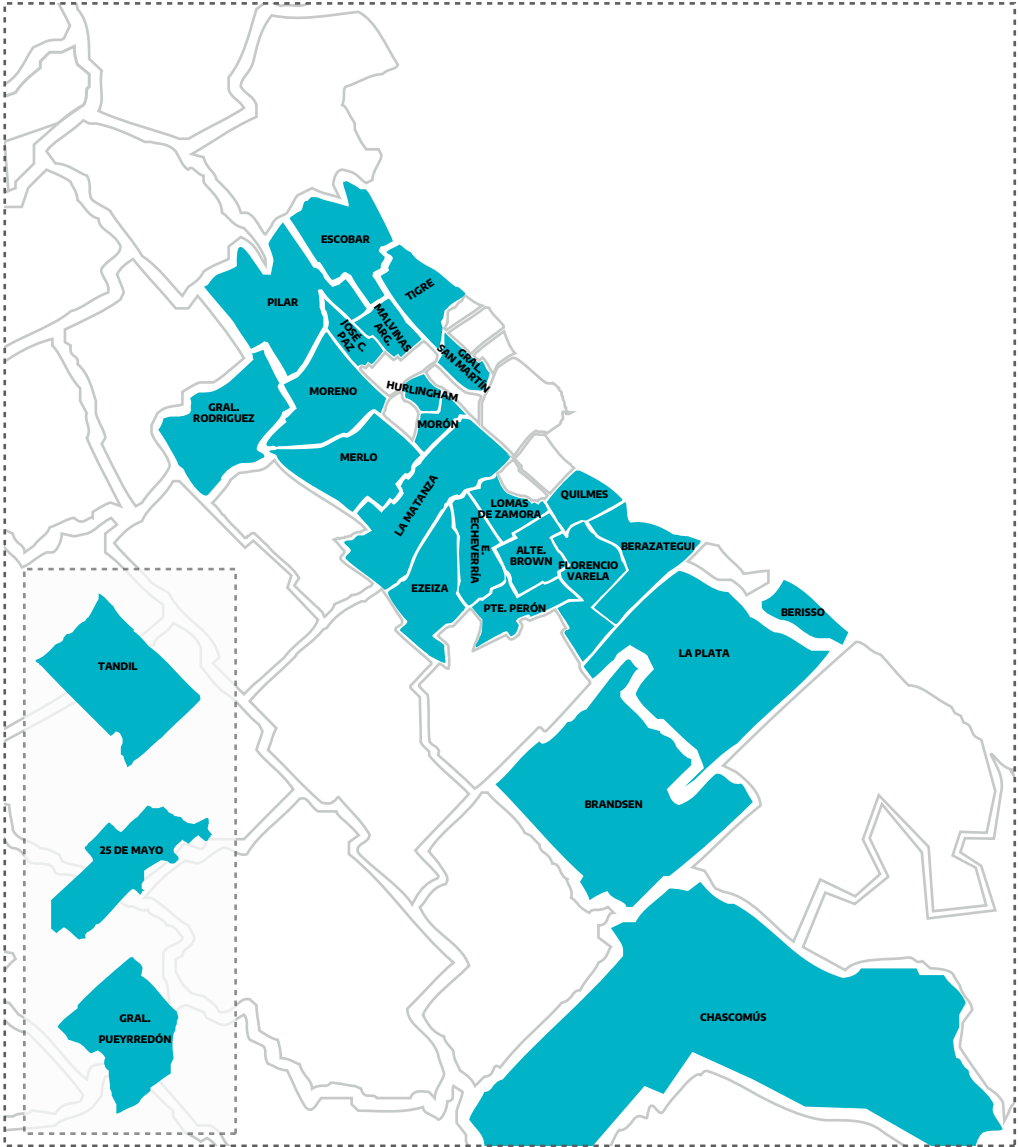 ESCOBAR
TIGRE
PILAR
MALVINAS
ARG.
JOSÉ C.
PAZ
GRAL.
SAN MARTÍN
MORENO
HURLINGHAM
GRAL.
RODRIGUEZ
MORÓN
MERLO
LA MATANZA
QUILMES
LOMAS
DE ZAMORA
E.
ECHEVERRÍA
ALTE.
BROWN
BERAZATEGUI
FLORENCIO
VARELA
EZEIZA
PTE. PERÓN
BERISSO
LA PLATA
TANDIL
BRANDSEN
25 DE MAYO
GRAL.
PUEYRREDÓN
CHASCOMÚS